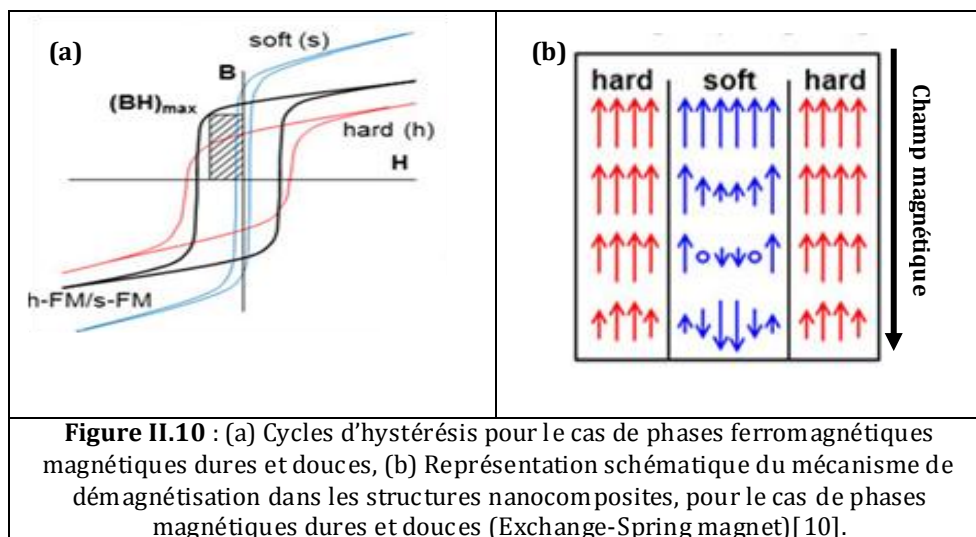 (a)
soft (s)
B
(BH)max
hard (h)
H
h-FM/s-FM
(b)
hard soft hard
Champ magnétique
Figure II.10 : (a) Cycles d’hystérésis pour le cas de phases ferromagnétiques
magnétiques dures et douces, (b) Représentation schématique du mécanisme de
démagnétisation dans les structures nanocomposites, pour le cas de phases
magnétiques dures et douces (Exchange-Spring magnet)[10].